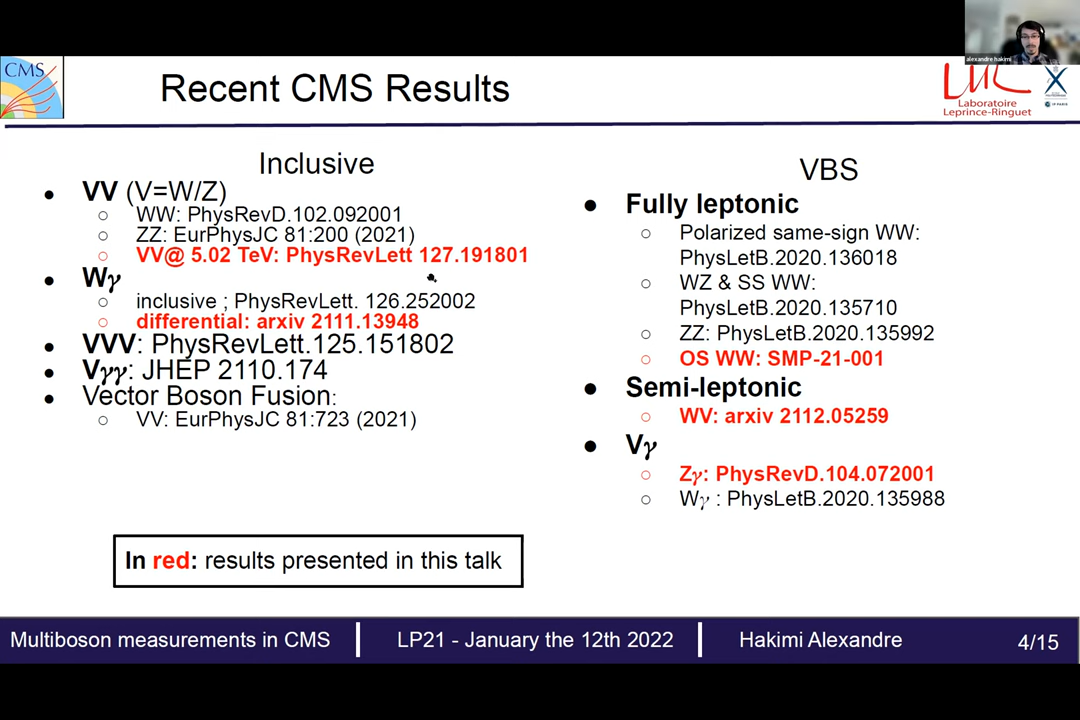 alexandre hakimi
CMS
Recent CMS Results
Laboratoire
Leprince-Ringuet
IP PARIS
Inclusive
● VV (V=W/Z)
○ WW: PhysRevD.102.092001
○ ZZ: EurPhysJC 81:200 (2021)
○ VV@ 5.02 TeV: PhysRevLett 127.191801
● Wγ
○ inclusive ; PhysRevLett. 126.252002
○ differential: arxiv 2111.13948
● VVV: PhysRevLett.125.151802
● Vγγ: JHEP 2110.174
● Vector Boson Fusion:
○ VV: EurPhysJC 81:723 (2021)
VBS
● Fully leptonic
○ Polarized same-sign WW:
PhysLetB.2020.136018
○ WZ & SS WW:
PhysLetB.2020.135710
○ ZZ: PhysLetB.2020.135992
○ OS WW: SMP-21-001
● Semi-leptonic
○ WV: arxiv 2112.05259
● Vγ
○ Zγ: PhysRevD.104.072001
○ Wγ : PhysLetB.2020.135988
In red: results presented in this talk
Multiboson measurements in CMS
LP21 - January the 12th 2022
Hakimi Alexandre
4/15